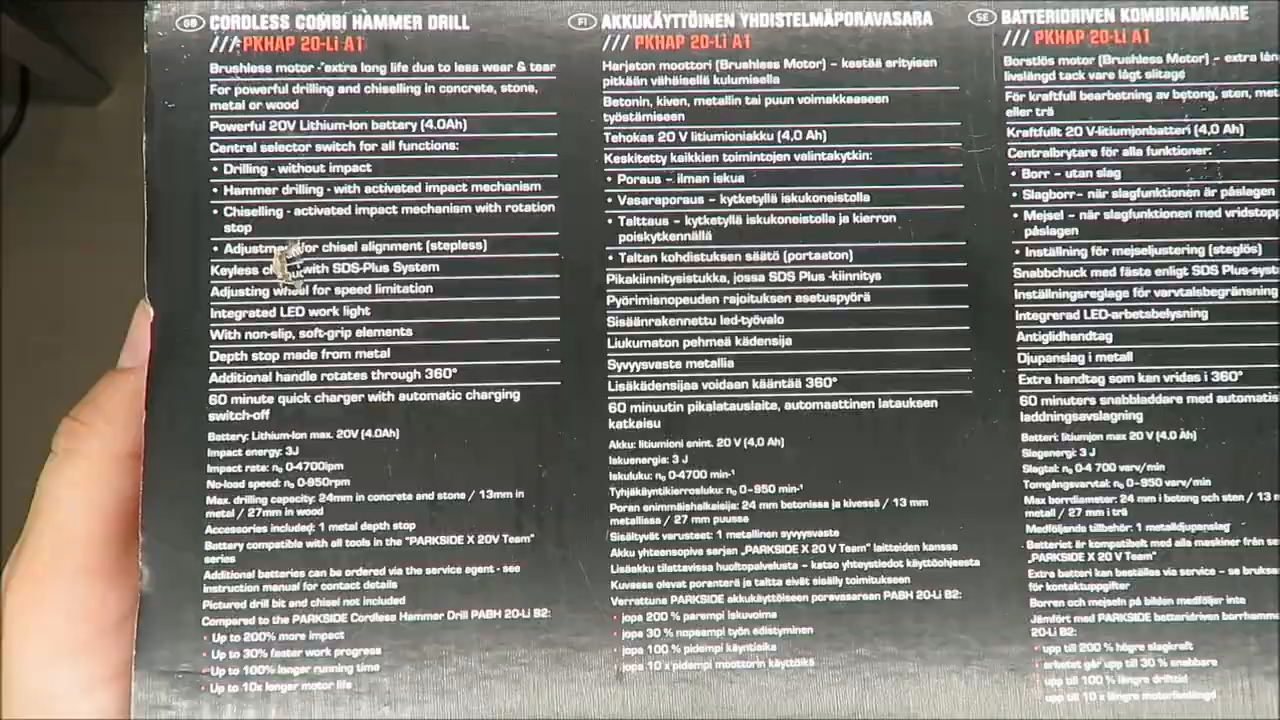 GB CORDLESS COMBI HAMMER DRILL
/// PKHAP 20-Li A1
Brushless motor - extra long life due to less wear & tear
For powerful drilling and chiselling in concrete, stone,
metal or wood
Powerful 20V Lithium-Ion battery (4.0Ah)
Central selector switch for all functions:
• Drilling - without impact
• Hammer drilling - with activated impact mechanism
• Chiselling - activated impact mechanism with rotation
stop
• Adjustment for chisel alignment (stepless)
Keyless with SDS-Plus System
Adjusting wheel for speed limitation
Integrated LED work light
With non-slip, soft-grip elements
Depth stop made from metal
Additional handle rotates through 360°
60 minute quick charger with automatic charging
switch-off
Battery: Lithium-Ion max. 20V (4.0Ah)
Impact energy: 3J
Impact rate: n₀ 0-4700ipm
No-load speed: n₀ 0-950rpm
Max. drilling capacity: 24mm in concrete and stone / 13mm in
metal / 27mm in wood
Accessories included: 1 metal depth stop
Battery compatible with all tools in the "PARKSIDE X 20V Team"
series
Additional batteries can be ordered via the service agent - see
instruction manual for contact details
Pictured drill bit and chisel not included
Compared to the PARKSIDE Cordless Hammer Drill PABH 20-Li B2:
• Up to 200% more impact
• Up to 30% faster work progress
• Up to 100% longer running time
• Up to 10x longer motor life
FI AKKUKÄYTTÖINEN YHDISTELMÄPORAVASARA
/// PKHAP 20-Li A1
Harjaton moottori (Brushless Motor) – kestää erityisen
pitkään vähäisellä kulumisella
Betonin, kiven, metallin tai puun voimakkaaseen
työstämiseen
Tehokas 20 V litiumioniakku (4,0 Ah)
Keskitetty kaikkien toimintojen valintakytkin:
• Poraus – ilman iskua
• Vasaraporaus – kytketyllä iskukoneistolla
• Talttaus – kytketyllä iskukoneistolla ja kierron
poiskytkennällä
• Taltan kohdistuksen säätö (portaaton)
Pikakiinnitysistukka, jossa SDS Plus -kiinnitys
Pyörimisnopeuden rajoituksen asetuspyörä
Sisäänrakennettu led-työvalo
Liukumaton pehmeä kädensija
Syvyysvaste metallia
Lisäkädensijaa voidaan kääntää 360°
60 minuutin pikalatauslaite, automaattinen latauksen
katkaisu
Akku: litiumioni enint. 20 V (4,0 Ah)
Iskuenergia: 3 J
Iskuluku: n₀ 0-4700 min-¹
Tyhjäkäyntikierrosluku: n₀ 0–950 min-¹
Poran enimmäishalkaisija: 24 mm betonissa ja kivessä / 13 mm
metallissa / 27 mm puussa
Sisältyvät varusteet: 1 metallinen syvyysvaste
Akku yhteensopiva sarjan „PARKSIDE X 20 V Team" laitteiden kanssa
Lisäakku tilattavissa huoltopalvelusta – katso yhteystiedot käyttöohjeesta
Kuvassa olevat poranterä ja taltta eivät sisälly toimitukseen
Verrattuna PARKSIDE akkukäyttöiseen poravasaraan PABH 20-Li B2:
• jopa 200 % parempi iskuvoima
• jopa 30 % nopeampi työn edistyminen
• jopa 100 % pidempi käyntiaika
• jopa 10 x pidempi moottorin käyttöikä
SE BATTERIDRIVEN KOMBIHAMMARE
/// PKHAP 20-Li A1
Borstlös motor (Brushless Motor) – extra
livslängd tack vare lågt slitage
För kraftfull bearbetning av betong, sten,
eller trä
Kraftfullt 20 V-litiumjonbatteri (4,0 Ah)
Centralbrytare för alla funktioner:
• Borr – utan slag
• Slagborr– när slagfunktionen är påslagen
• Mejsel – när slagfunktionen med
påslagen
• Inställning för mejseljustering (steglös)
Snabbchuck med fäste enligt SDS
Inställningsreglage för varvtalsbegränsning
Integrerad LED-arbetsbelysning
Antiglidhandtag
Djupanslag i metall
Extra handtag som kan vridas i 360°
60 minuters snabbladdare med
laddningsavslagning
Batteri: litiumjon max 20 V (4,0 Ah)
Slagenergi: 3 J
Slagtal: n₀ 0-4 700 varv/min
Tomgångsvarvtal: n₀ 0–950 varv/min
Max borrdiameter: 24 mm i betong och sten / 13
metall / 27 mm i trä
Medföljande tillbehör: 1 metalldjupanslag
Batteriet är kompatibelt med alla maskiner från
„PARKSIDE X 20 V Team"
Extra batteri kan beställas via service – se
för kontaktuppgifter
Borren och mejseln på bilden medföljer inte
Jämfört med PARKSIDE batteridriven
20-Li B2:
• upp till 200 % högre slagkraft
• arbetet går upp till 30 % snabbare
• upp till 100 % längre drifttid
• upp till 10 x längre motorlivslängd